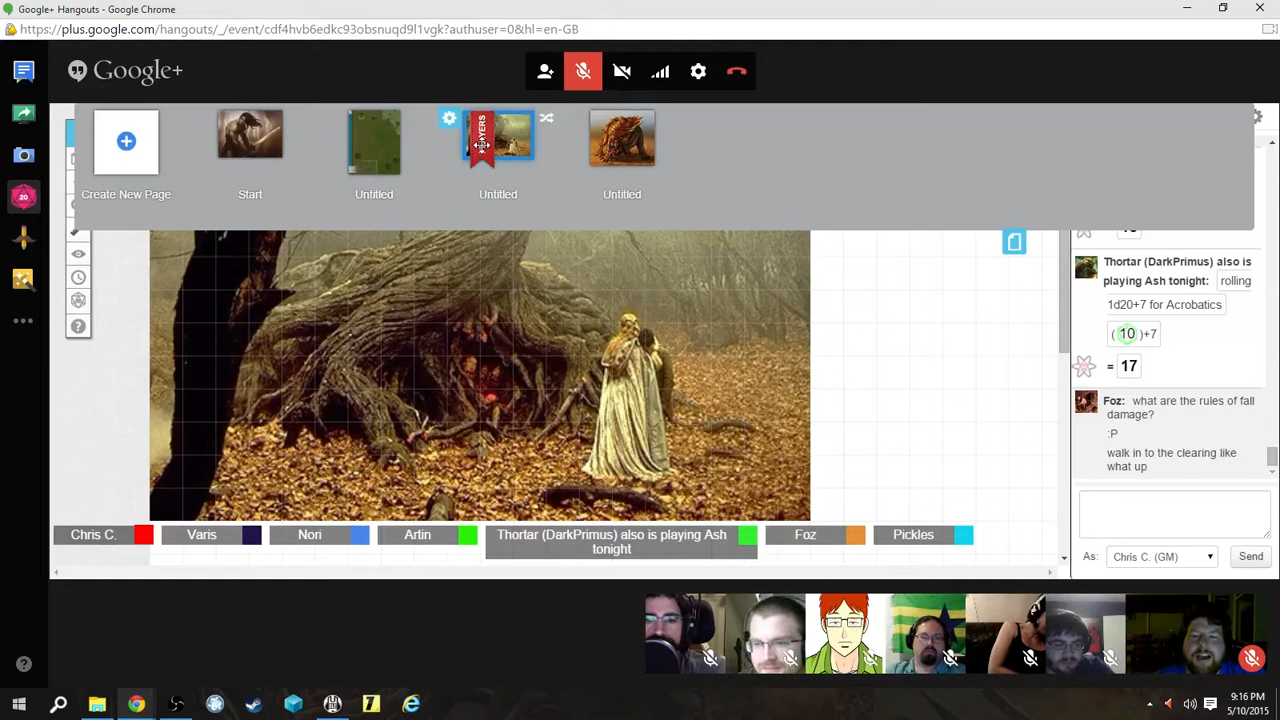 Google+ Hangouts - Google Chrome
https://plus.google.com/hangouts/_/event/cdf4hvb6edkc93obsnuqd9l1vgk?authuser=0&hl=en-GB
Google+
20
Create New Page
Start
Untitled
Untitled
Untitled
Thortar (DarkPrimus) also is
playing Ash tonight: rolling
1d20+7 for Acrobatics
(10)+7
= 17
Foz: what are the rules of fall
damage?
:P
walk in to the clearing like
what up
Chris C.
Varis
Nori
Artin
Thortar (DarkPrimus) also is playing Ash
tonight
Foz
Pickles
As: Chris C. (GM) Send
9:16 PM
5/10/2015